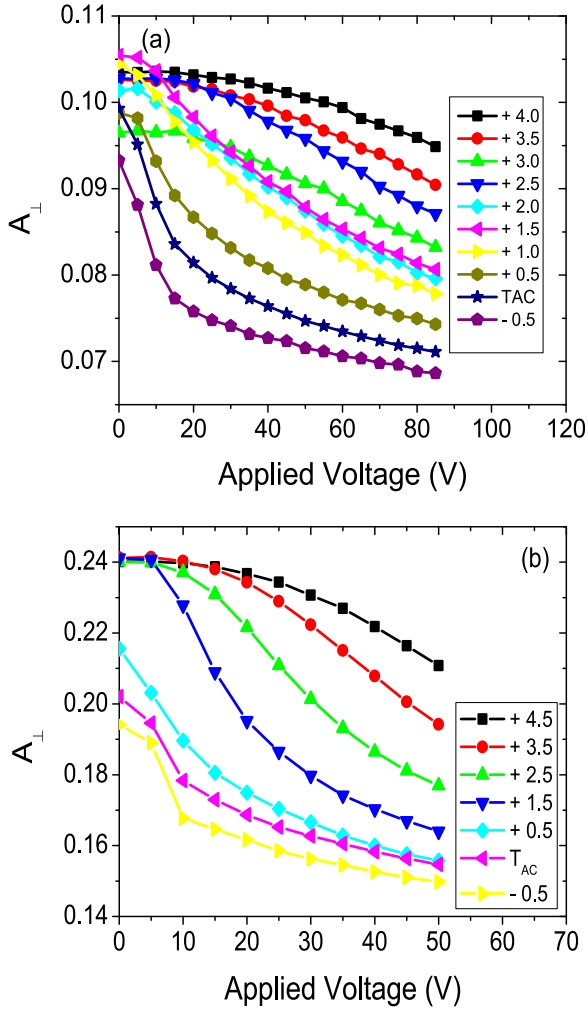 (a)
0.11
0.10
0.09
0.08
0.07
A⊥
0 20 40 60 80 100 120
Applied Voltage (V)
+ 4.0
+ 3.5
+ 3.0
+ 2.5
+ 2.0
+ 1.5
+ 1.0
+ 0.5
TAC
- 0.5
(b)
0.24
0.22
0.20
0.18
0.16
0.14
A⊥
0 10 20 30 40 50 60 70
Applied Voltage (V)
+ 4.5
+ 3.5
+ 2.5
+ 1.5
+ 0.5
T_AC
- 0.5